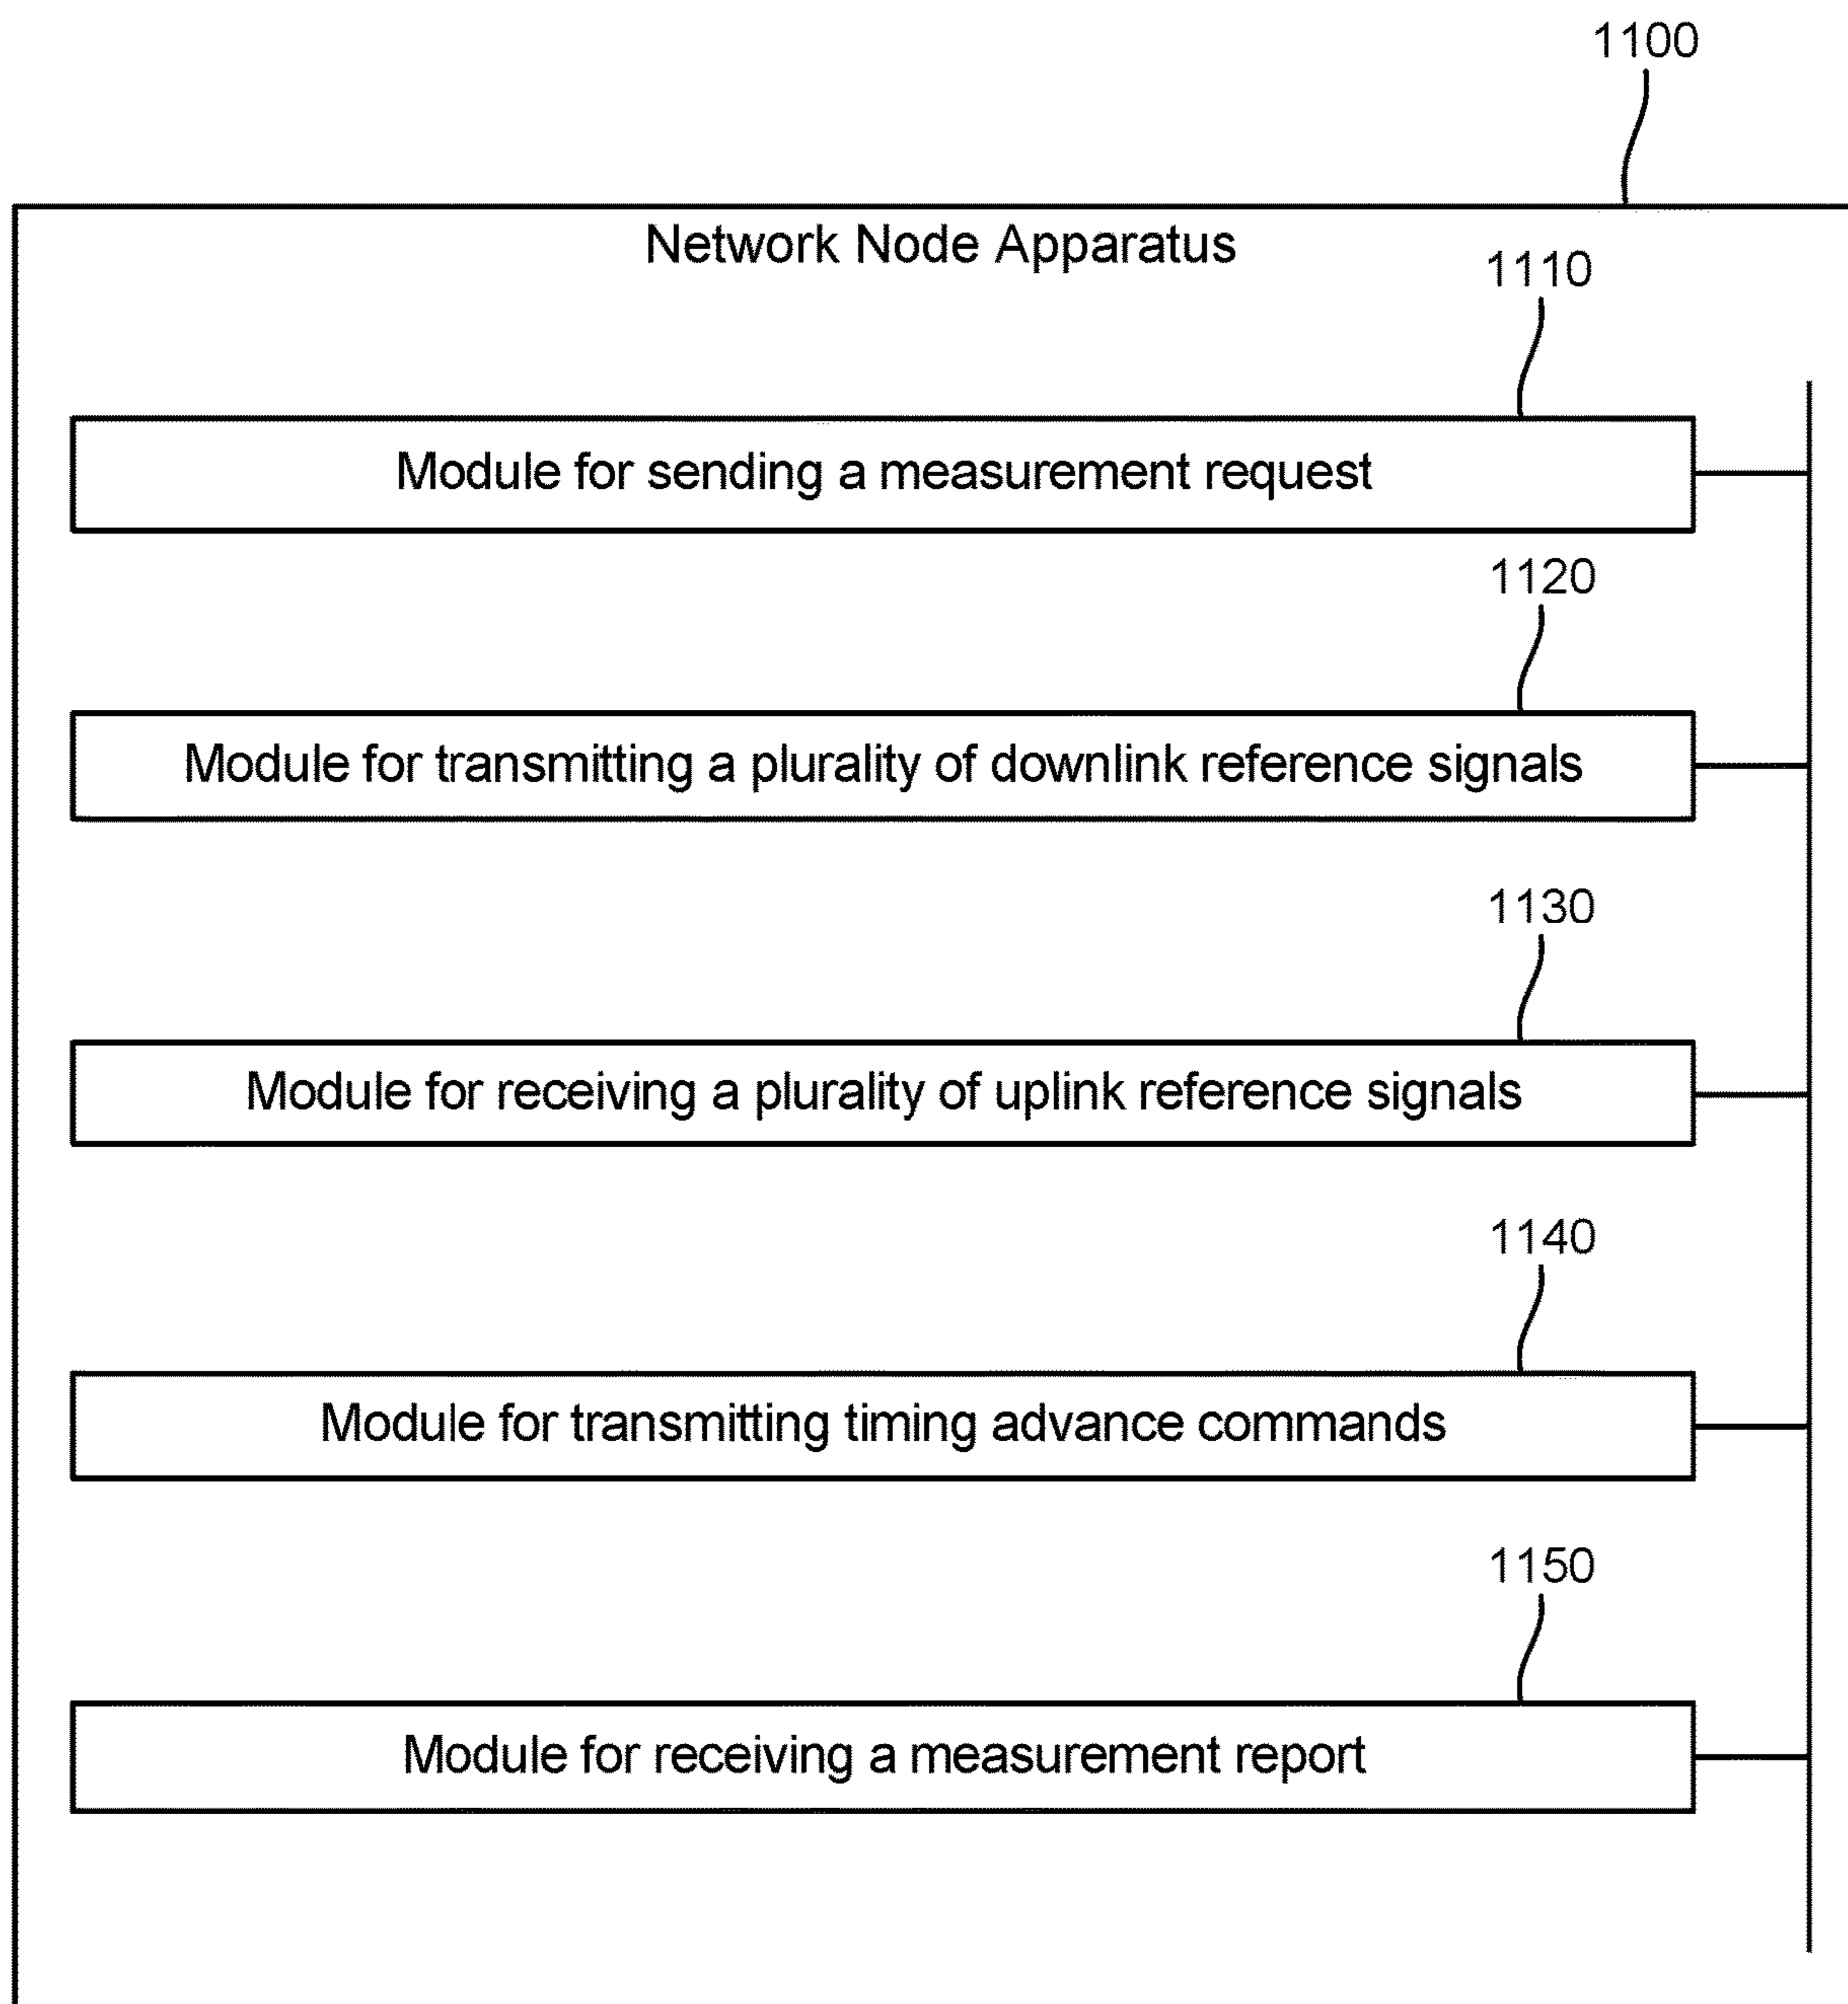 1100
Network Node Apparatus
1110
Module for sending a measurement request
1120
Module for transmitting a plurality of downlink reference signals
1130
Module for receiving a plurality of uplink reference signals
1140
Module for transmitting timing advance commands
1150
Module for receiving a measurement report